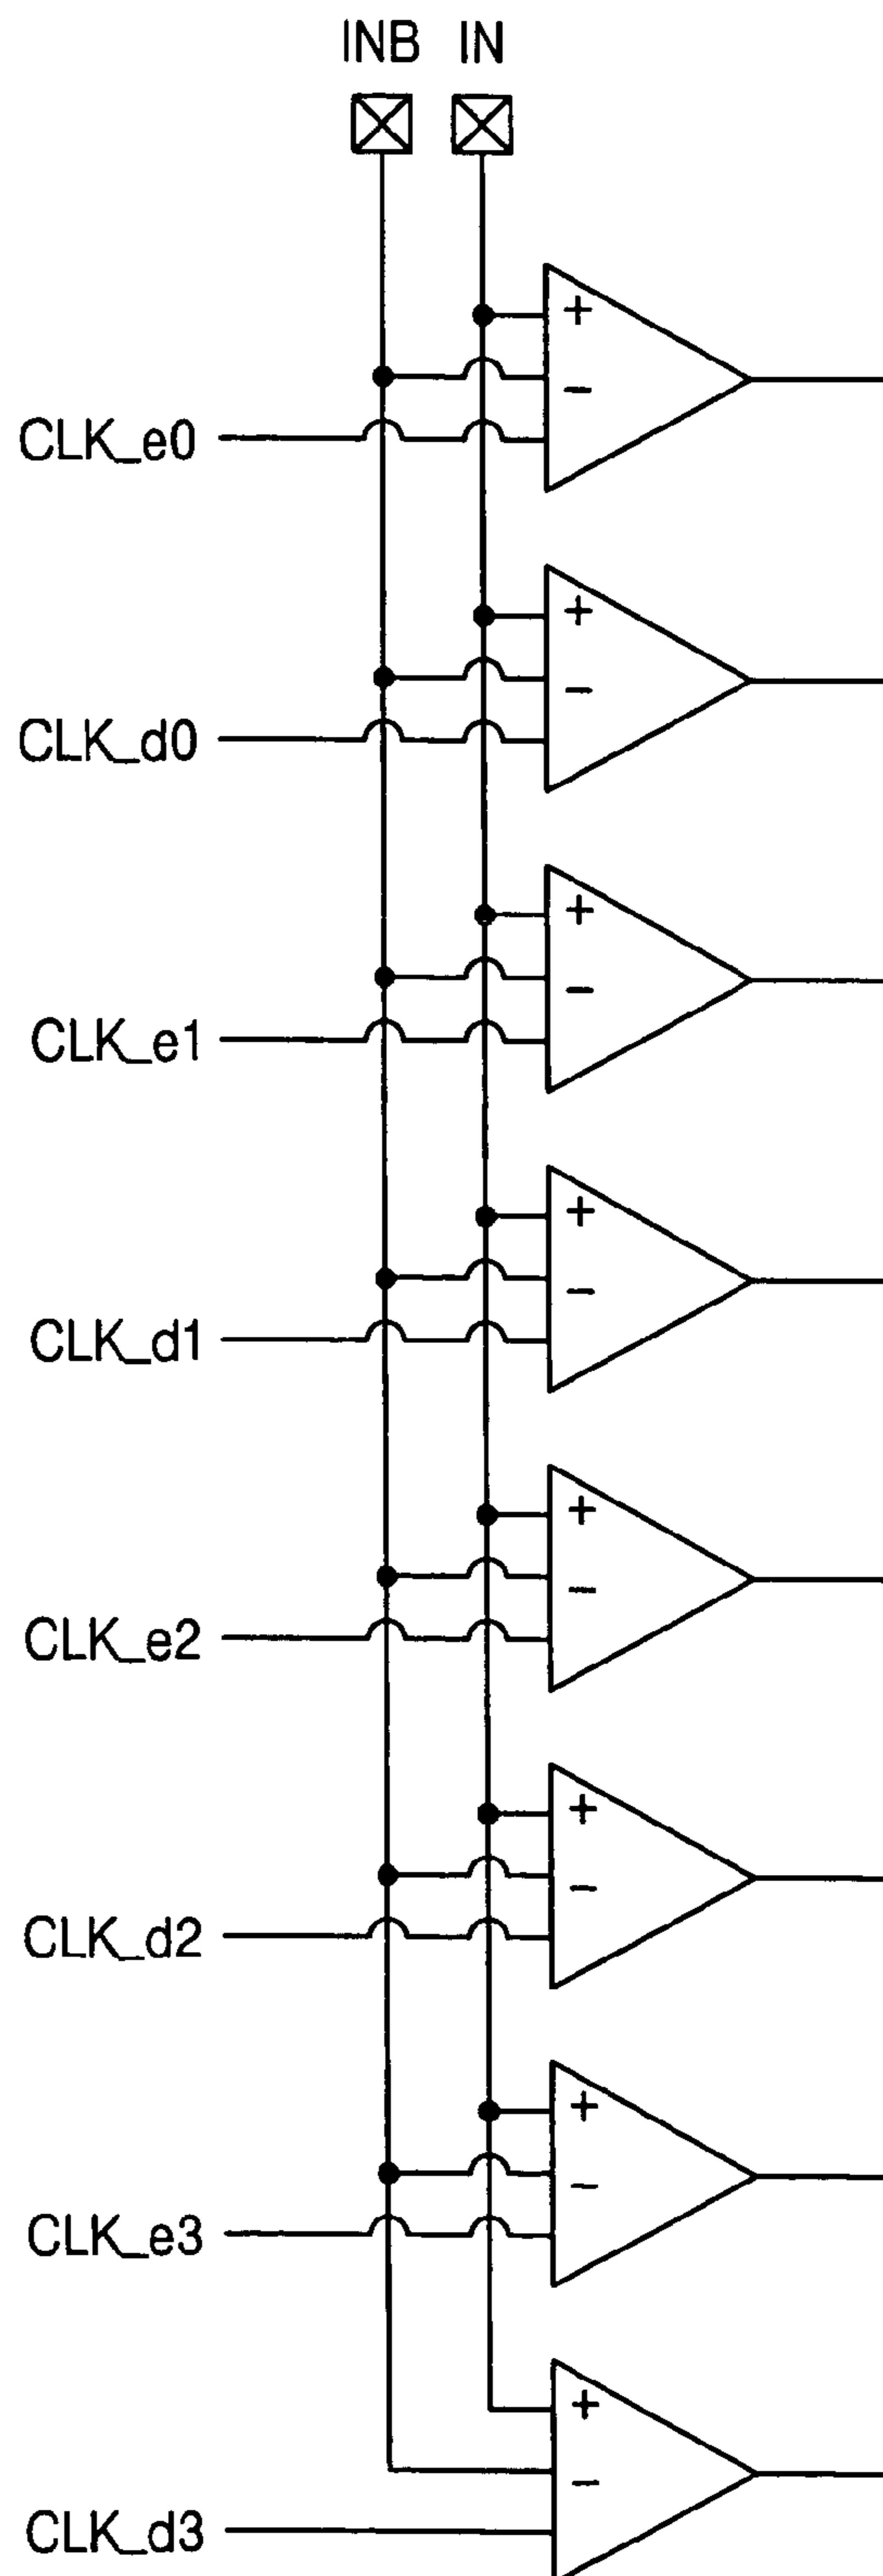 INB IN
+
−
CLK_e0
+
−
CLK_d0
+
−
CLK_e1
+
−
CLK_d1
+
−
CLK_e2
+
−
CLK_d2
+
−
CLK_e3
+
−
CLK_d3